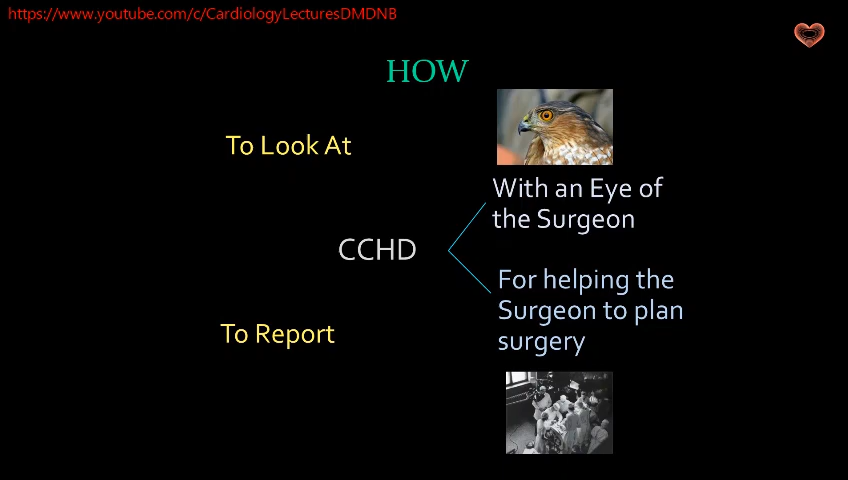 https://www.youtube.com/c/CardiologyLecturesDMDNB
HOW
To Look At
With an Eye of
the Surgeon
CCHD
For helping the
Surgeon to plan
surgery
To Report